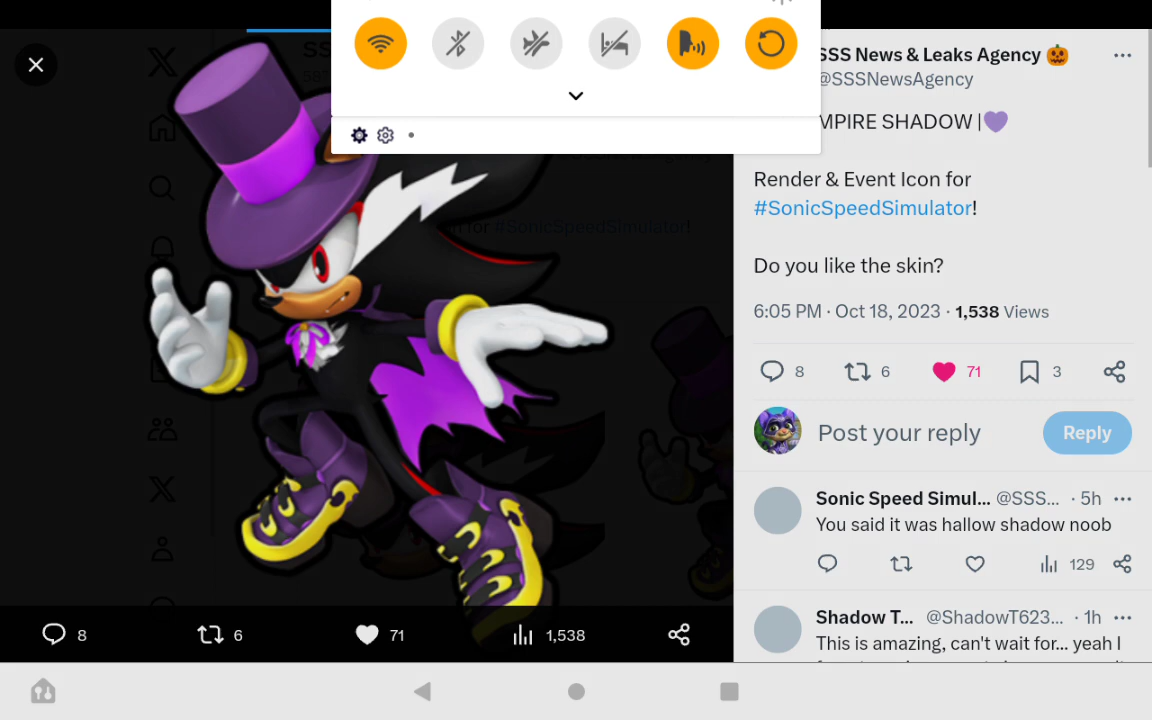 SSS News & Leaks Agency 🎃
@SSSNewsAgency
MPIRE SHADOW |💜
Render & Event Icon for
#SonicSpeedSimulator!
Do you like the skin?
6:05 PM · Oct 18, 2023 · 1,538 Views
8 6 71 3
Post your reply
Reply
Sonic Speed Simul... @SSS... · 5h
You said it was hallow shadow noob
129
Shadow T... @ShadowT623... · 1h
This is amazing, can't wait for... yeah I
8 6 71 1,538
n for #SonicSpeedSimulator!